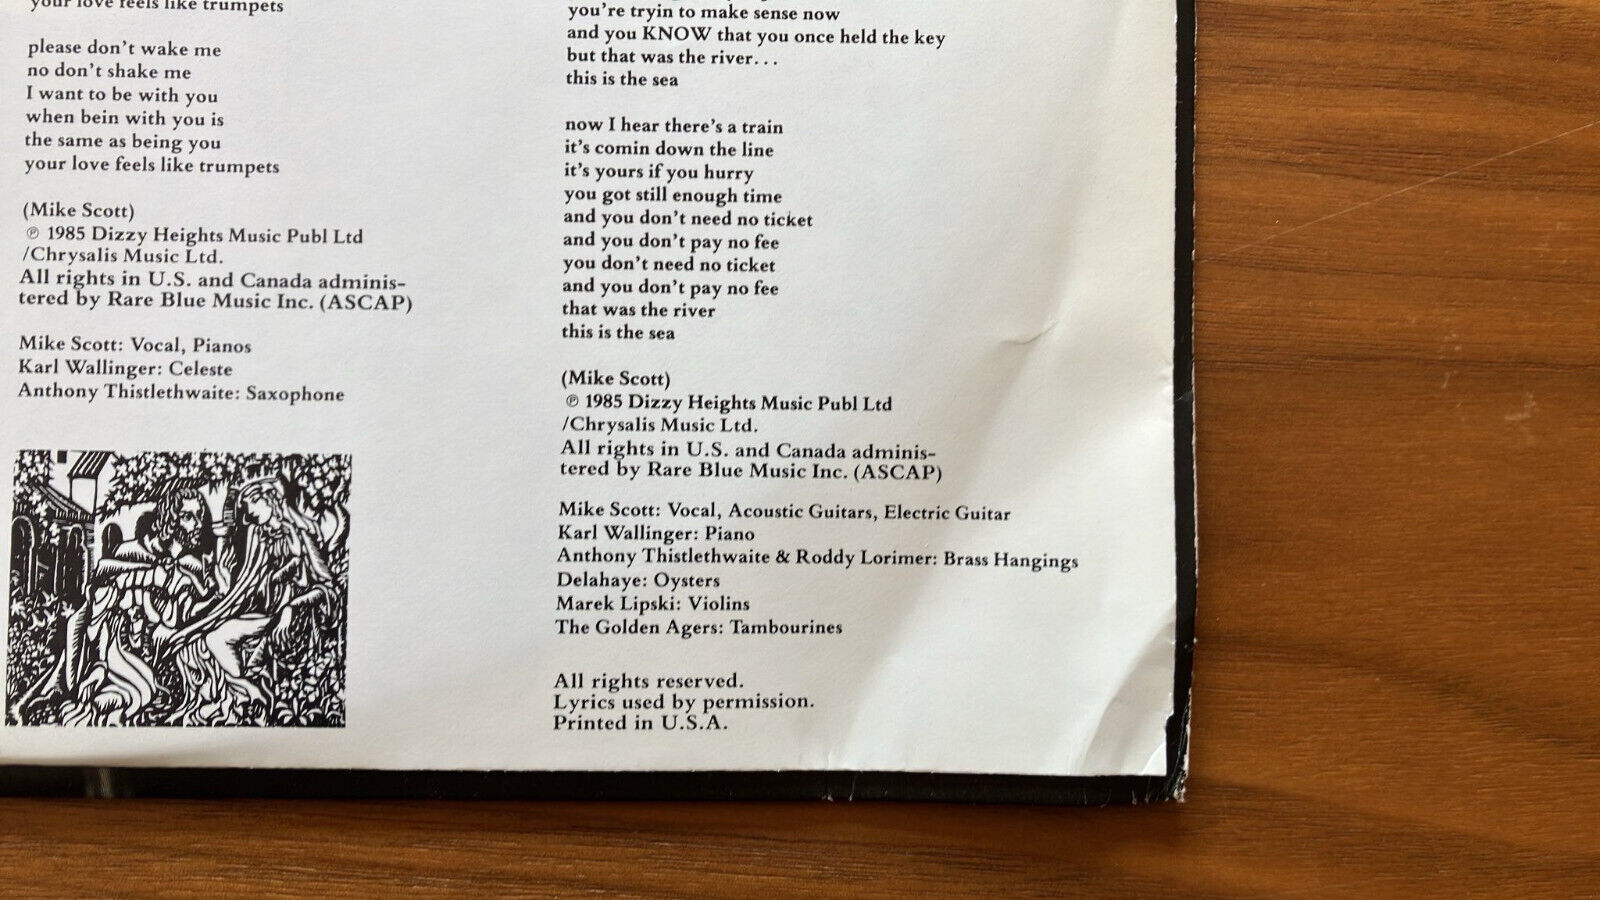 your love feels like trumpets
please don't wake me
no don't shake me
I want to be with you
when bein with you is
the same as being you
your love feels like trumpets
(Mike Scott)
℗ 1985 Dizzy Heights Music Publ Ltd
/Chrysalis Music Ltd.
All rights in U.S. and Canada adminis-
tered by Rare Blue Music Inc. (ASCAP)
Mike Scott: Vocal, Pianos
Karl Wallinger: Celeste
Anthony Thistlethwaite: Saxophone
you're tryin to make sense now
and you KNOW that you once held the key
but that was the river...
this is the sea
now I hear there's a train
it's comin down the line
it's yours if you hurry
you got still enough time
and you don't need no ticket
and you don't pay no fee
you don't need no ticket
and you don't pay no fee
that was the river
this is the sea
(Mike Scott)
℗ 1985 Dizzy Heights Music Publ Ltd
/Chrysalis Music Ltd.
All rights in U.S. and Canada adminis-
tered by Rare Blue Music Inc. (ASCAP)
Mike Scott: Vocal, Acoustic Guitars, Electric Guitar
Karl Wallinger: Piano
Anthony Thistlethwaite & Roddy Lorimer: Brass Hangings
Delahaye: Oysters
Marek Lipski: Violins
The Golden Agers: Tambourines
All rights reserved.
Lyrics used by permission.
Printed in U.S.A.